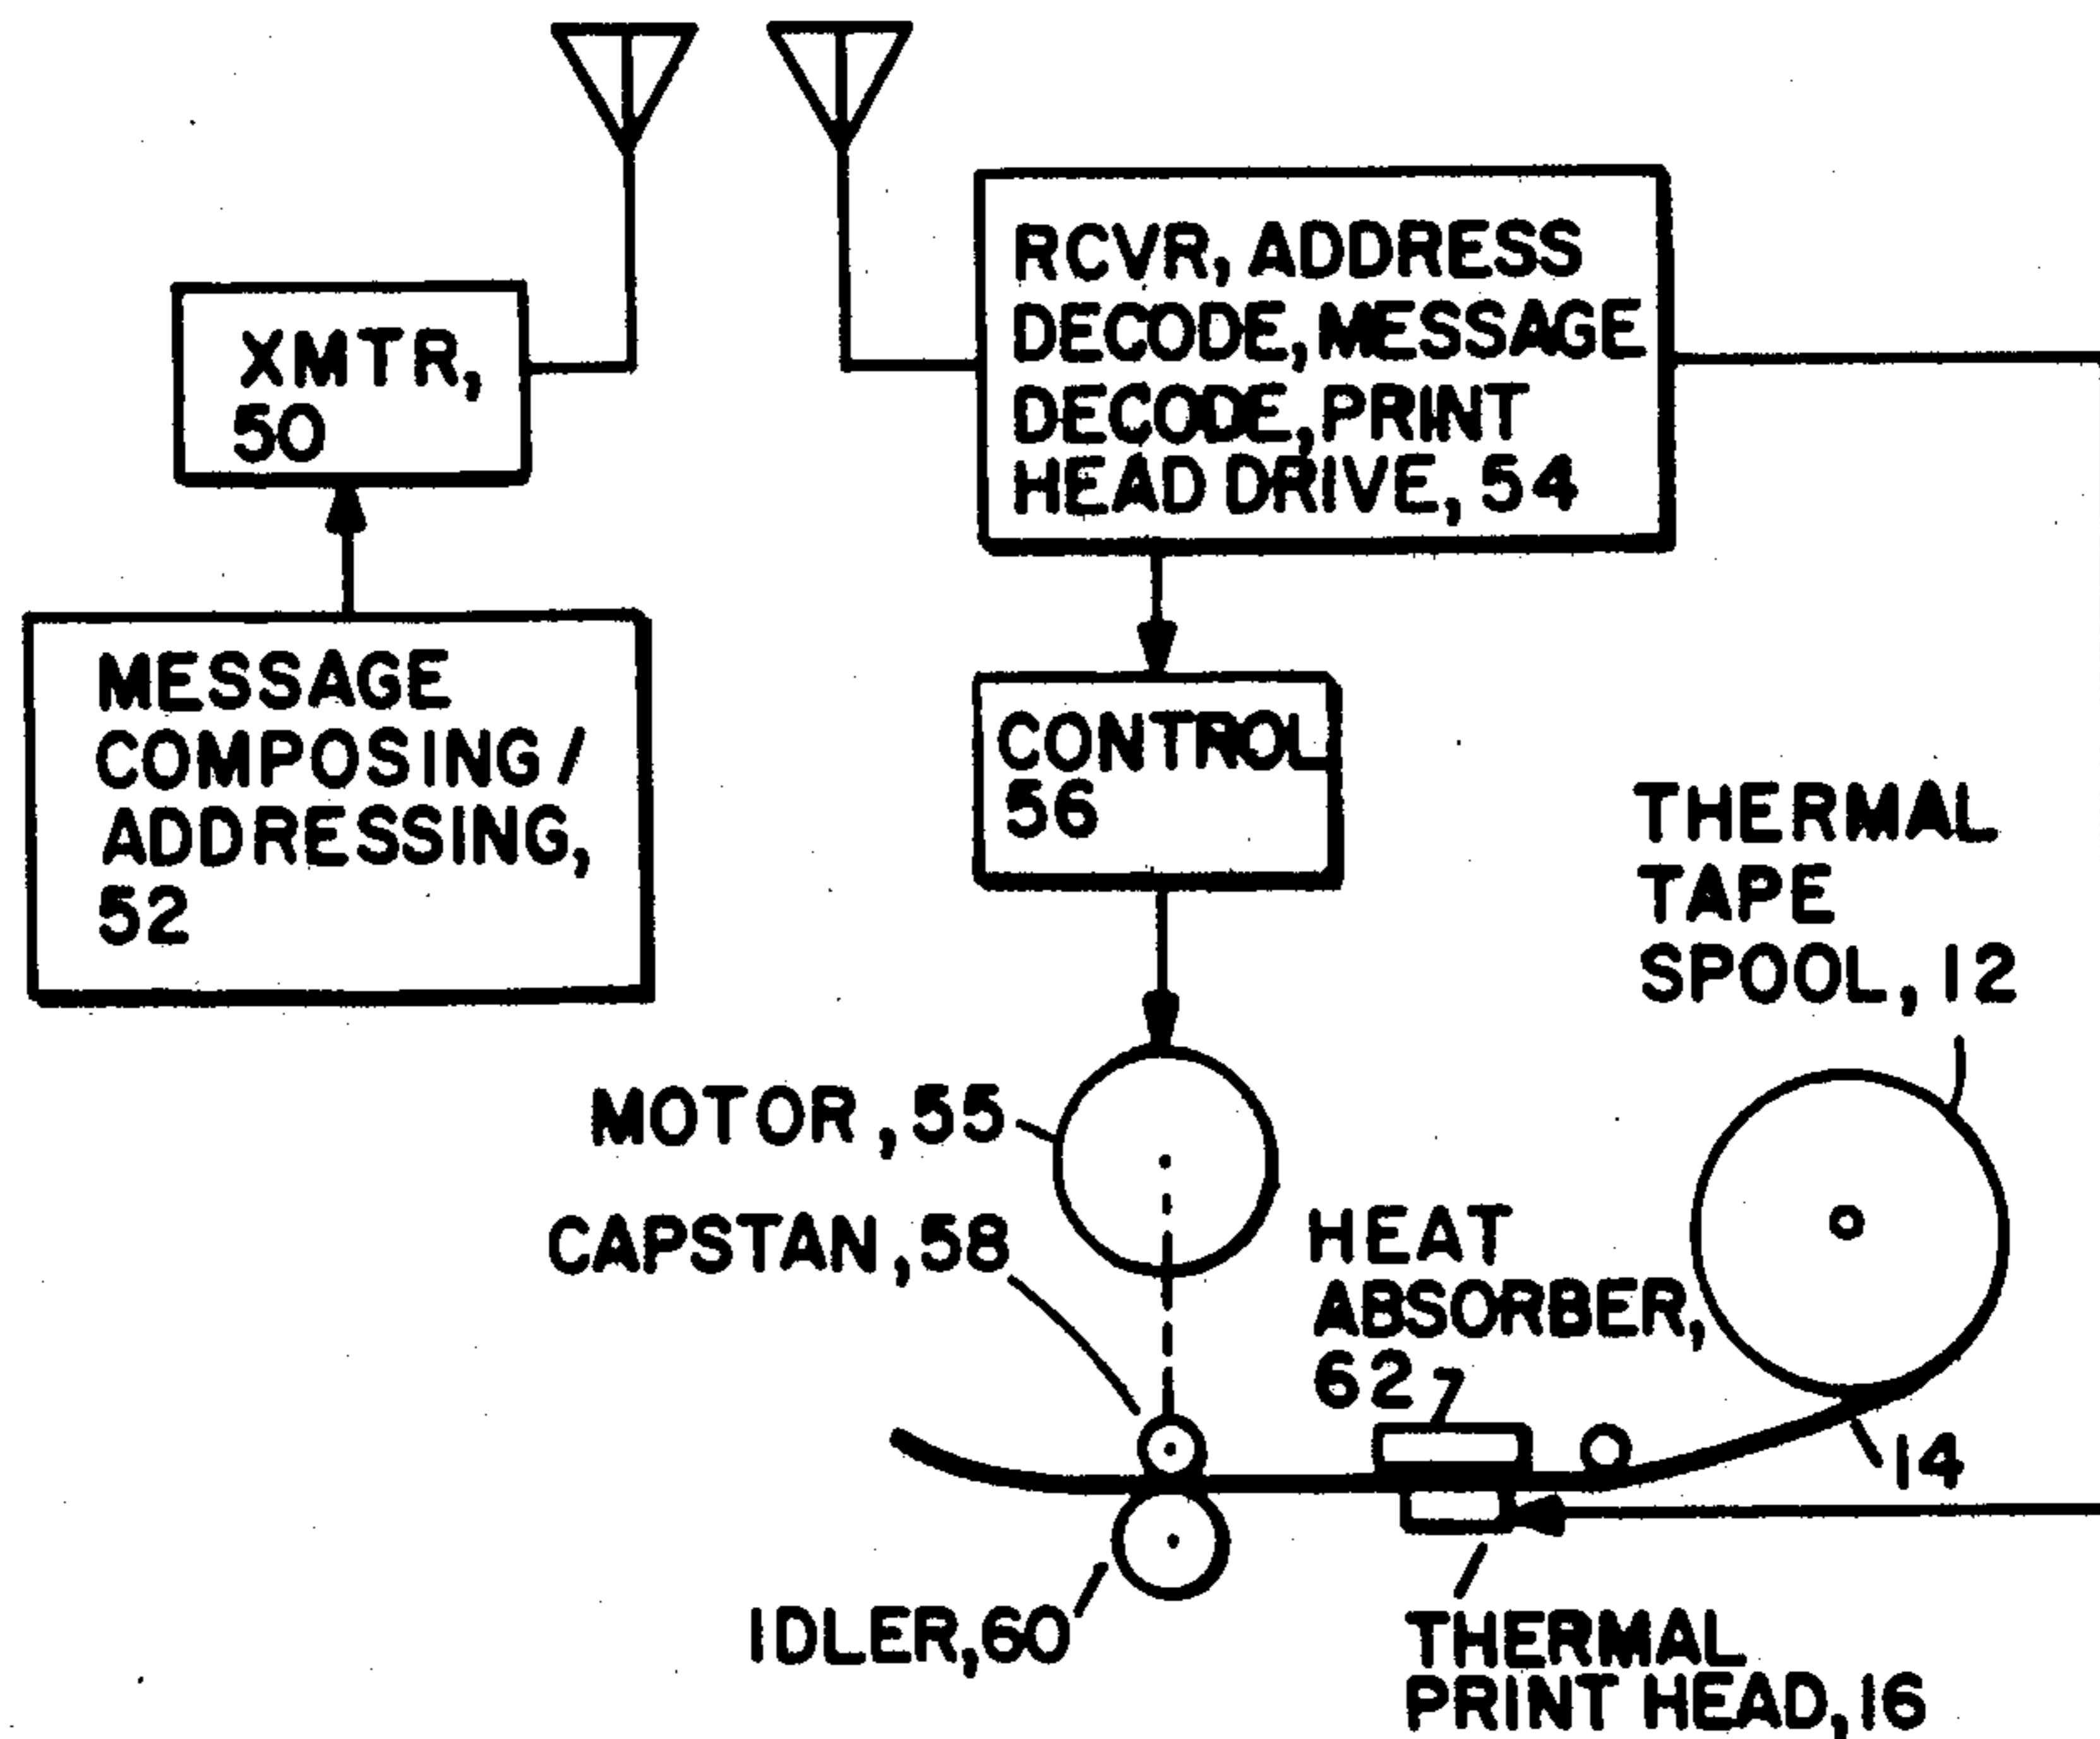 XMTR,
50
RCVR, ADDRESS
DECODE, MESSAGE
DECODE, PRINT
HEAD DRIVE, 54
MESSAGE
COMPOSING/
ADDRESSING,
52
CONTROL
56
THERMAL
TAPE
SPOOL, 12
MOTOR, 55
CAPSTAN, 58
HEAT
ABSORBER,
62
14
IDLER, 60
THERMAL
PRINT HEAD, 16